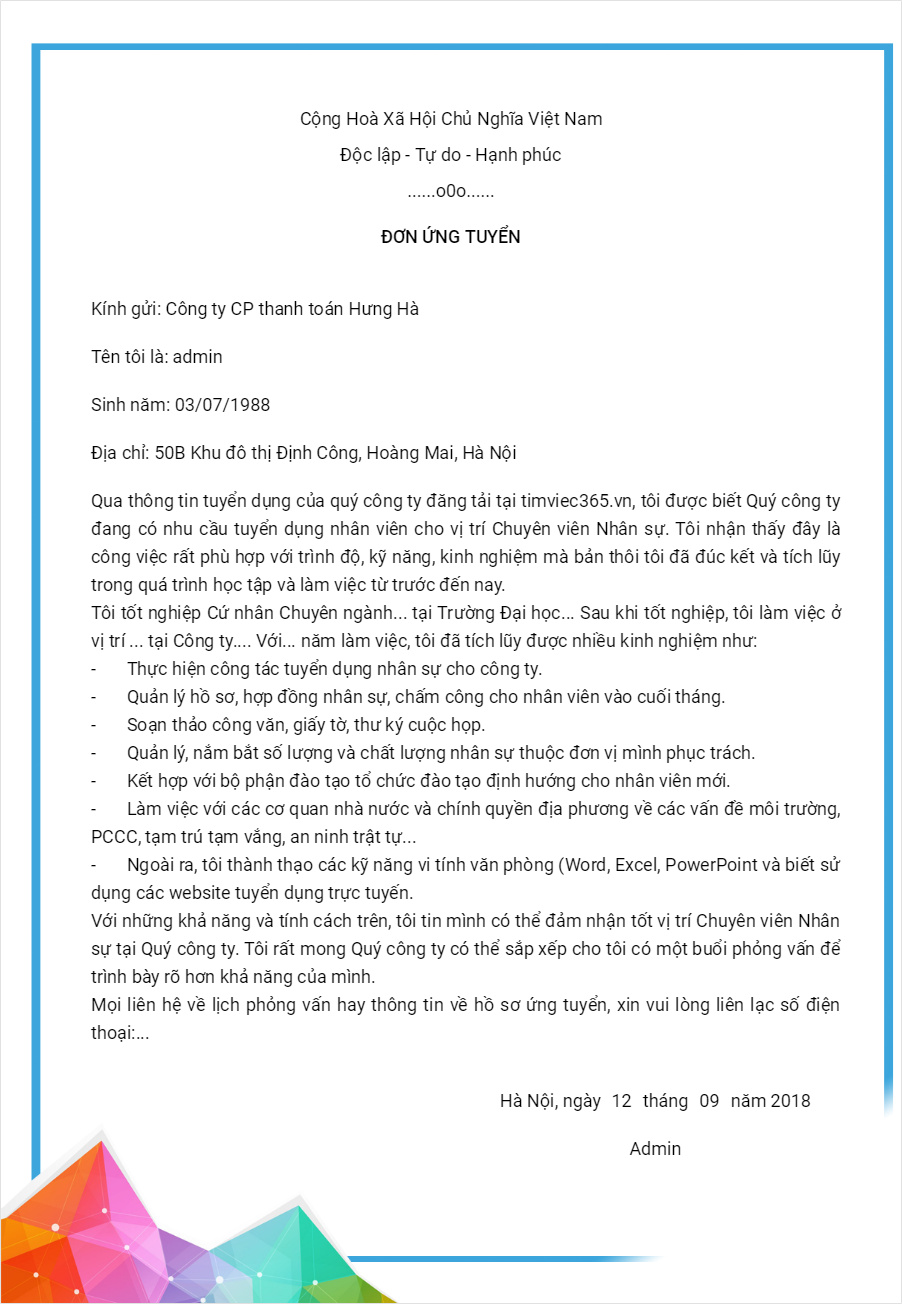 Cộng Hoà Xã Hội Chủ Nghĩa Việt Nam
Độc lập - Tự do - Hạnh phúc
......o0o......
ĐƠN ỨNG TUYỂN
Kính gửi: Công ty CP thanh toán Hưng Hà
Tên tôi là: admin
Sinh năm: 03/07/1988
Địa chỉ: 50B Khu đô thị Định Công, Hoàng Mai, Hà Nội
Qua thông tin tuyển dụng của quý công ty đăng tải tại timviec365.vn, tôi được biết Quý công ty
đang có nhu cầu tuyển dụng nhân viên cho vị trí Chuyên viên Nhân sự. Tôi nhận thấy đây là
công việc rất phù hợp với trình độ, kỹ năng, kinh nghiệm mà bản thôi tôi đã đúc kết và tích lũy
trong quá trình học tập và làm việc từ trước đến nay.
Tôi tốt nghiệp Cứ nhân Chuyên ngành... tại Trường Đại học... Sau khi tốt nghiệp, tôi làm việc ở
vị trí ... tại Công ty.... Với... năm làm việc, tôi đã tích lũy được nhiều kinh nghiệm như:
- Thực hiện công tác tuyển dụng nhân sự cho công ty.
- Quản lý hồ sơ, hợp đồng nhân sự, chấm công cho nhân viên vào cuối tháng.
- Soạn thảo công văn, giấy tờ, thư ký cuộc họp.
- Quản lý, nắm bắt số lượng và chất lượng nhân sự thuộc đơn vị mình phục trách.
- Kết hợp với bộ phận đào tạo tổ chức đào tạo định hướng cho nhân viên mới.
- Làm việc với các cơ quan nhà nước và chính quyền địa phương về các vấn đề môi trường,
PCCC, tạm trú tạm vắng, an ninh trật tự...
- Ngoài ra, tôi thành thạo các kỹ năng vi tính văn phòng (Word, Excel, PowerPoint và biết sử
dụng các website tuyển dụng trực tuyến.
Với những khả năng và tính cách trên, tôi tin mình có thể đảm nhận tốt vị trí Chuyên viên Nhân
sự tại Quý công ty. Tôi rất mong Quý công ty có thể sắp xếp cho tôi có một buổi phỏng vấn để
trình bày rõ hơn khả năng của mình.
Mọi liên hệ về lịch phỏng vấn hay thông tin về hồ sơ ứng tuyển, xin vui lòng liên lạc số điện
thoại:...
Hà Nội, ngày 12 tháng 09 năm 2018
Admin